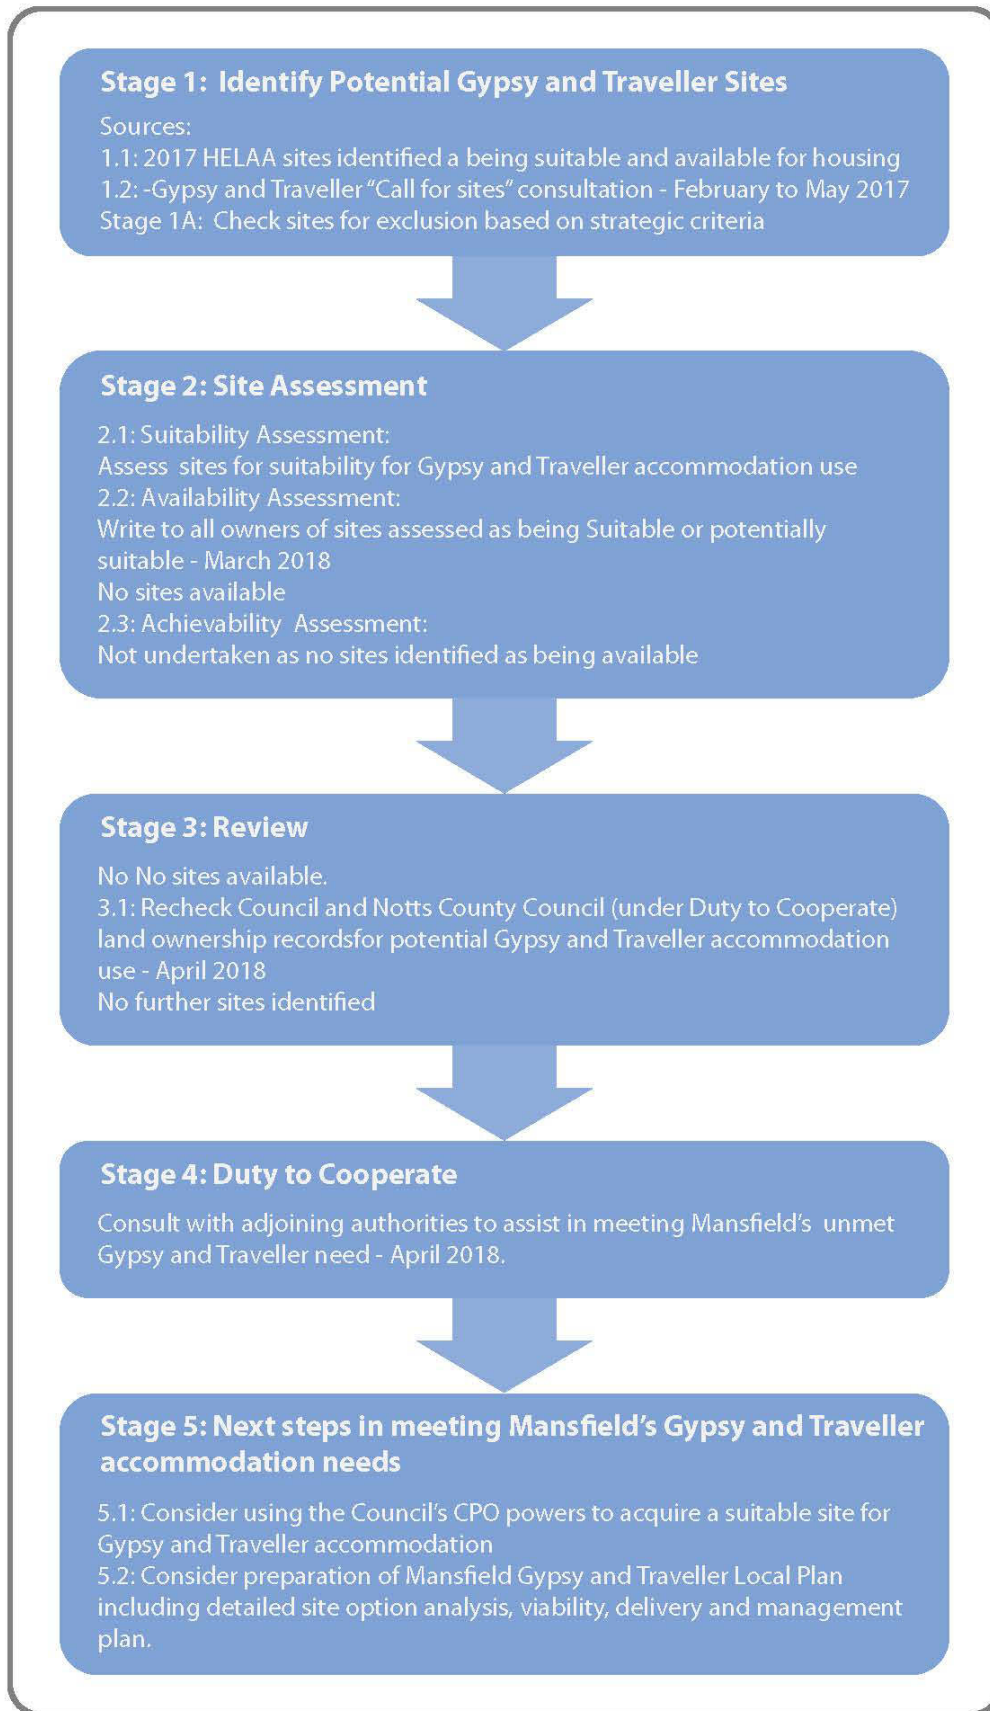 Stage 1: Identify Potential Gypsy and Traveller Sites
Sources:
1.1: 2017 HELAA sites identified a being suitable and available for housing
1.2: -Gypsy and Traveller “Call for sites” consultation - February to May 2017
Stage 1A: Check sites for exclusion based on strategic criteria
Stage 2: Site Assessment
2.1: Suitability Assessment:
Assess sites for suitability for Gypsy and Traveller accommodation use
2.2: Availability Assessment:
Write to all owners of sites assessed as being Suitable or potentially
suitable - March 2018
No sites available
2.3: Achievability Assessment:
Not undertaken as no sites identified as being available
Stage 3: Review
No No sites available.
3.1: Recheck Council and Notts County Council (under Duty to Cooperate)
land ownership recordsfor potential Gypsy and Traveller accommodation
use - April 2018
No further sites identified
Stage 4: Duty to Cooperate
Consult with adjoining authorities to assist in meeting Mansfield’s unmet
Gypsy and Traveller need - April 2018.
Stage 5: Next steps in meeting Mansfield’s Gypsy and Traveller
accommodation needs
5.1: Consider using the Council’s CPO powers to acquire a suitable site for
Gypsy and Traveller accommodation
5.2: Consider preparation of Mansfield Gypsy and Traveller Local Plan
including detailed site option analysis, viability, delivery and management
plan.